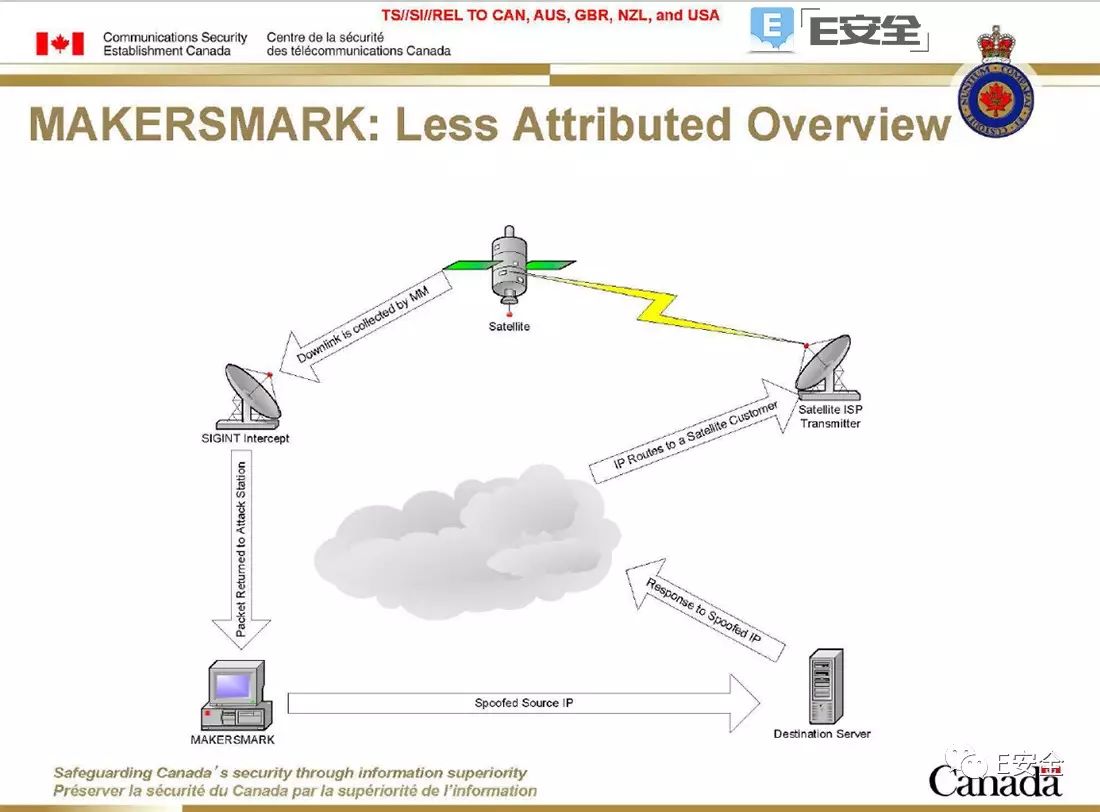 TS//SI//REL TO CAN, AUS, GBR, NZL, and USA
E E安全
Communications Security
Establishment Canada
Centre de la sécurité
des télécommunications Canada
MAKERSMARK: Less Attributed Overview
Downlink is collected by MM
Satellite
SIGINT Intercept
Satellite ISP
Transmitter
IP Routes to a Satellite Customer
Packet Returned to Attack Station
Response to Spoofed IP
MAKERSMARK
Spoofed Source IP
Destination Server
Safeguarding Canada's security through information superiority
Préserver la sécurité du Canada par la supériorité de l'information
E安全
Canada